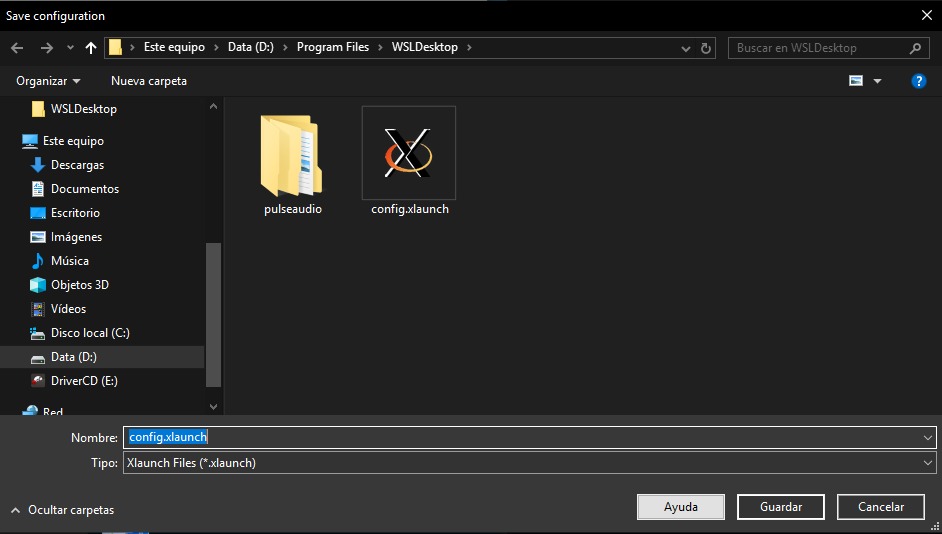 Save configuration
Este equipo
Data (D:)
Program Files
WSLDesktop
Buscar en WSLDesktop
Organizar
Nueva carpeta
WSLDesktop
Este equipo
Descargas
Documentos
Escritorio
Imágenes
Música
Objetos 3D
Vídeos
Disco local (C:)
Data (D:)
DriverCD (E:)
Red
pulseaudio
config.xlaunch
Nombre: config.xlaunch
Tipo: Xlaunch Files (*.xlaunch)
Ocultar carpetas
Ayuda
Guardar
Cancelar